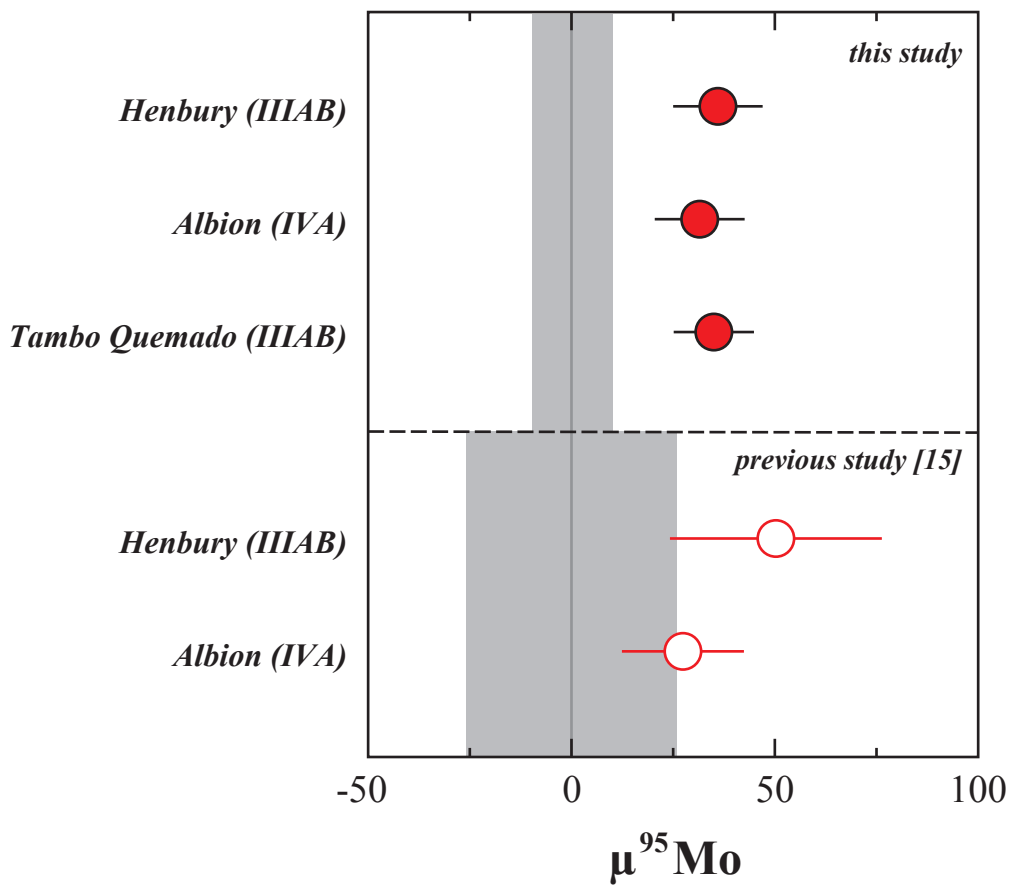 this study
Henbury (IIIAB)
Albion (IVA)
Tambo Quemado (IIIAB)
previous study [15]
Henbury (IIIAB)
Albion (IVA)
-50 0 50 100
μ⁹⁵Mo